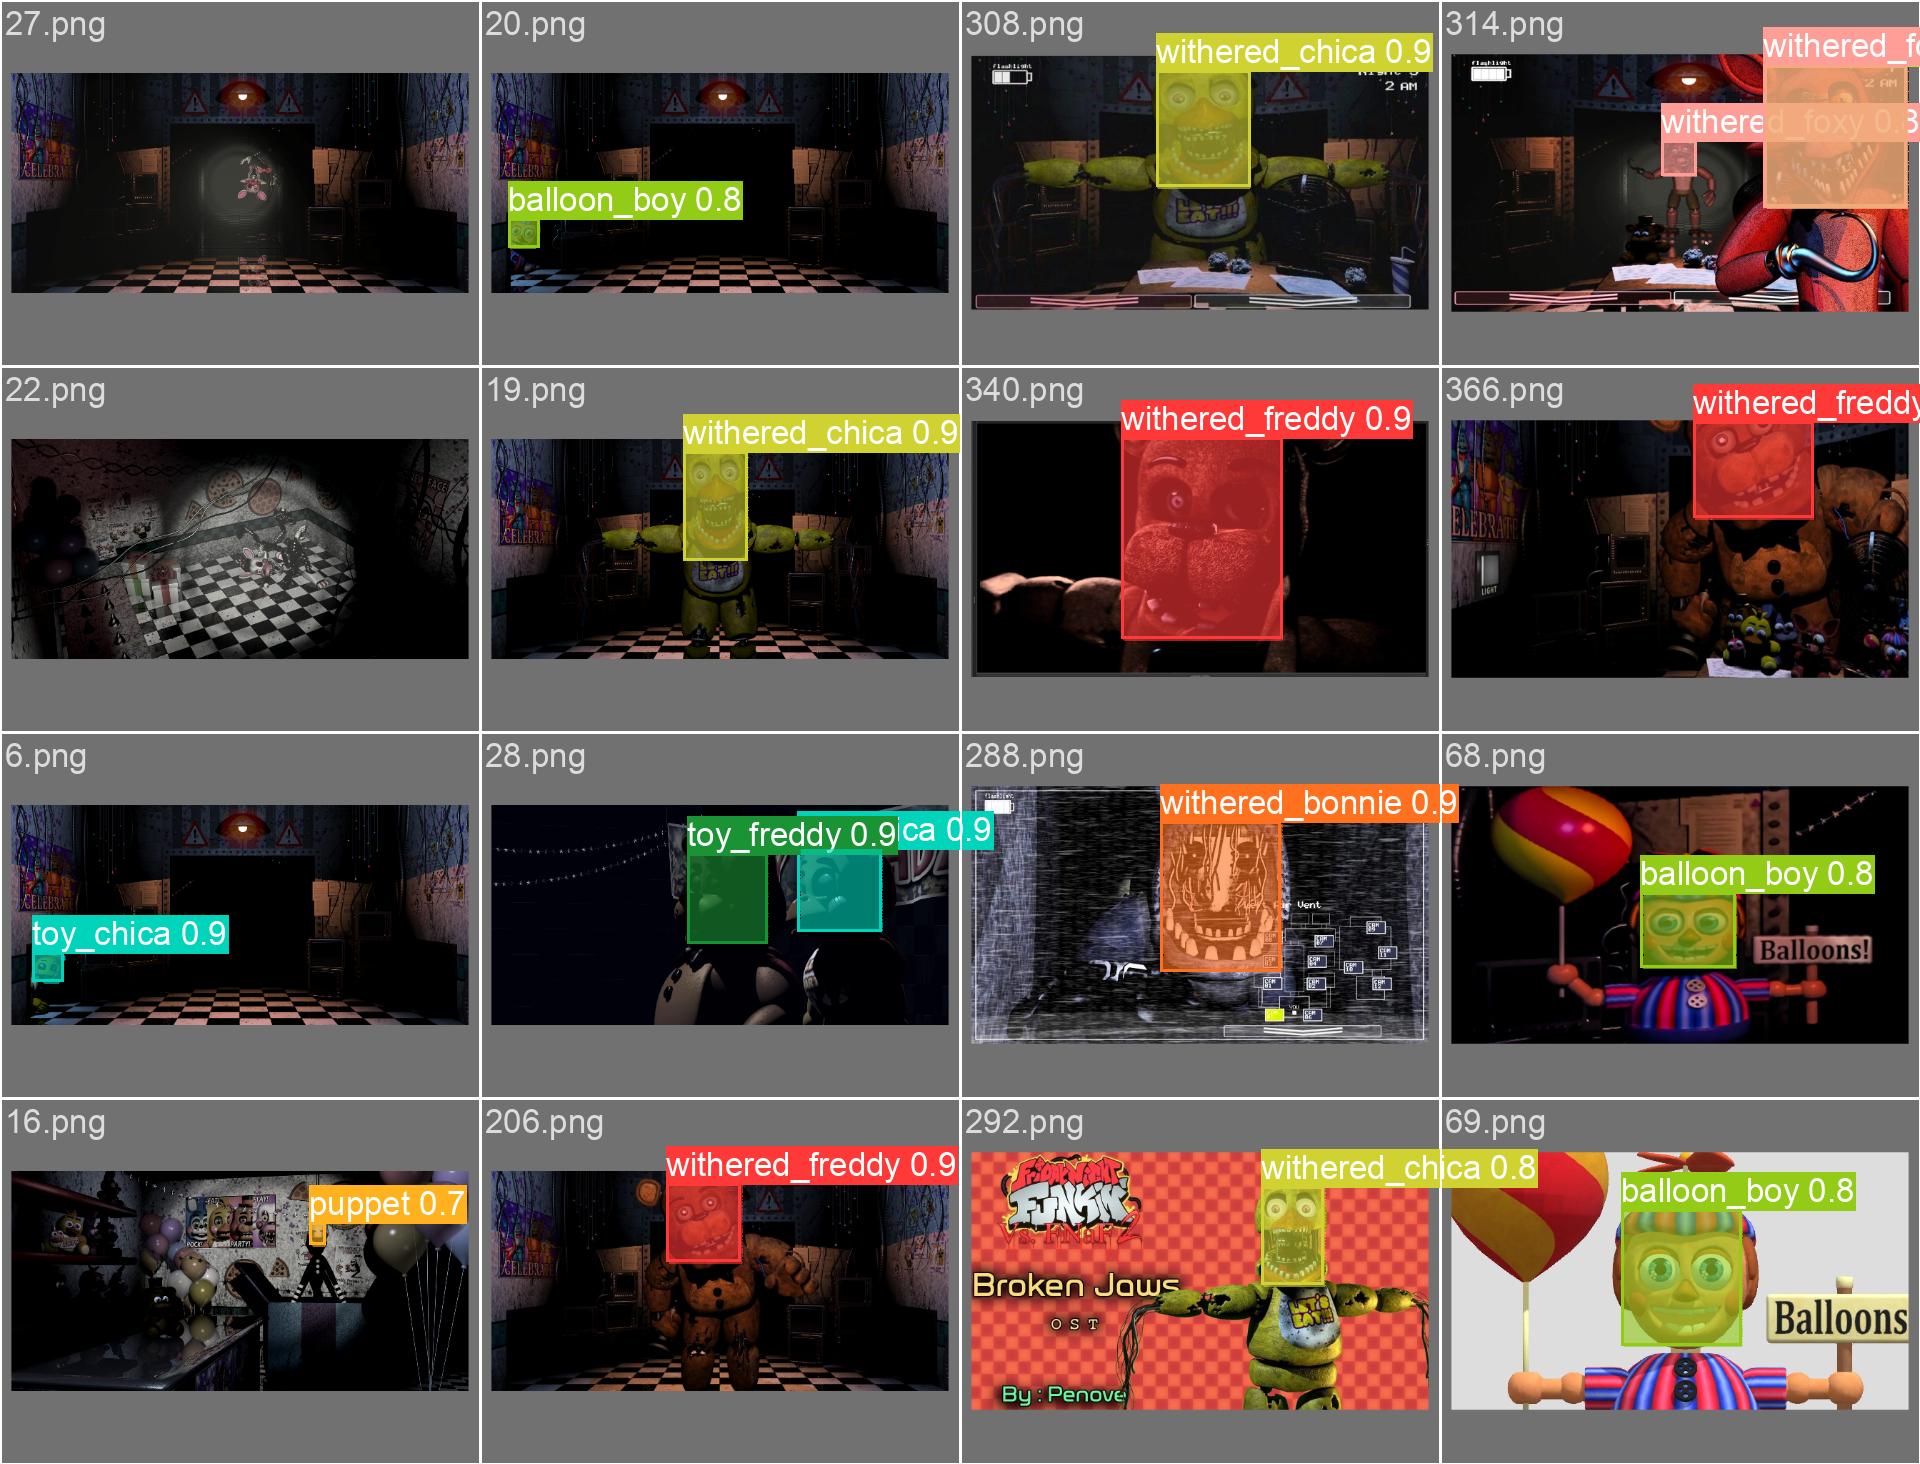 27.png
20.png
308.png
314.png
balloon_boy 0.8
withered_chica 0.9
flashlight
2 AM
LET'S EAT!!!
withered_fo
withered_foxy 0.8
flashlight
2 AM
CELEBRATE
CELEBRATE
22.png
19.png
340.png
366.png
withered_chica 0.9
CELEBRATE
withered_freddy 0.9
withered_freddy
CELEBRATE
LIGHT
6.png
28.png
288.png
68.png
toy_chica 0.9
toy_freddy 0.9
ica 0.9
withered_bonnie 0.9
flashlight
Vent
YOU
balloon_boy 0.8
Balloons!
16.png
206.png
292.png
69.png
puppet 0.7
PARTY!
withered_freddy 0.9
CELEBRATE
withered_chica 0.8
FRIDAY NIGHT
FUNKIN
Vs. FNaF 2
Broken Jaws
OST
LET'S EAT!!!
By : Penove
balloon_boy 0.8
Balloons